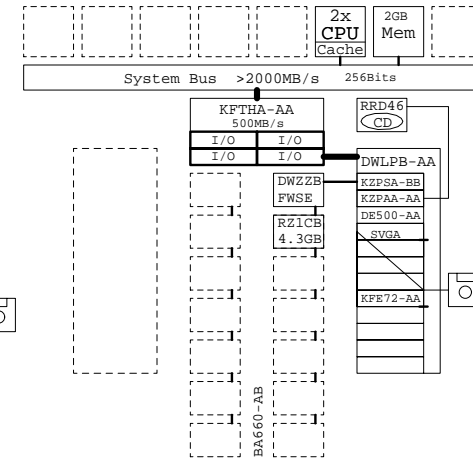 2x
CPU
Cache
2GB
Mem
System Bus >2000MB/s 256Bits
KFTHA-AA
500MB/s
I/O I/O
I/O I/O
RRD46
CD
DWLPB-AA
DWZZB
FWSE
KZPSA-BB
KZPAA-AA
DE500-AA
RZ1CB
4.3GB
SVGA
KFE72-AA
BA660-AB